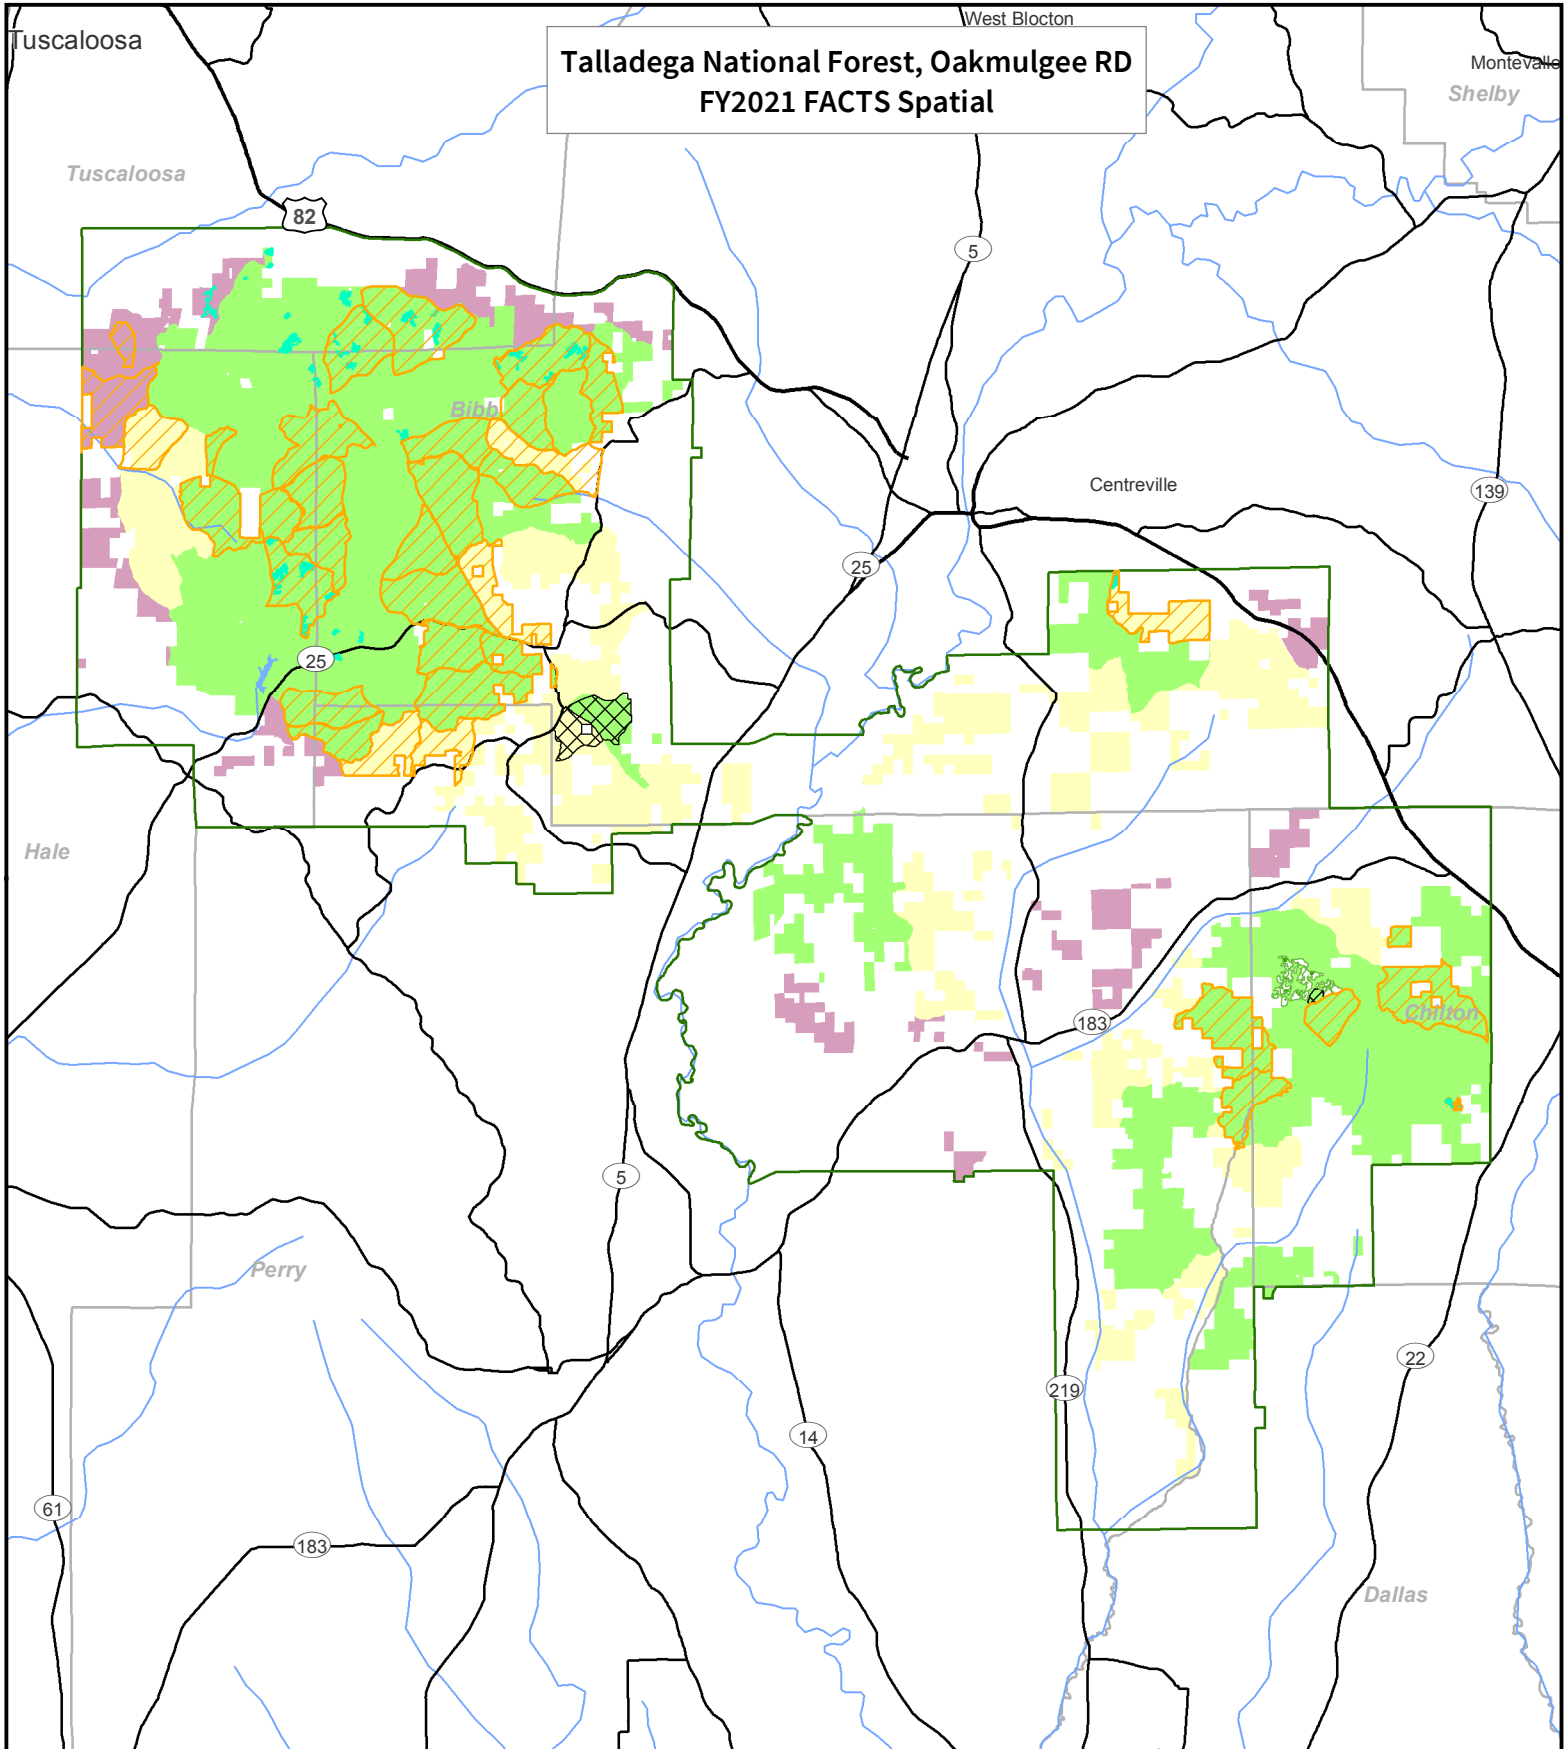 West Blocton
Tuscaloosa
Talladega National Forest, Oakmulgee RD
FY2021 FACTS Spatial
Montevallo
Shelby
Tuscaloosa
82
5
Bibb
Centreville
139
25
25
Hale
Chilton
183
5
Perry
22
219
14
61
183
Dallas